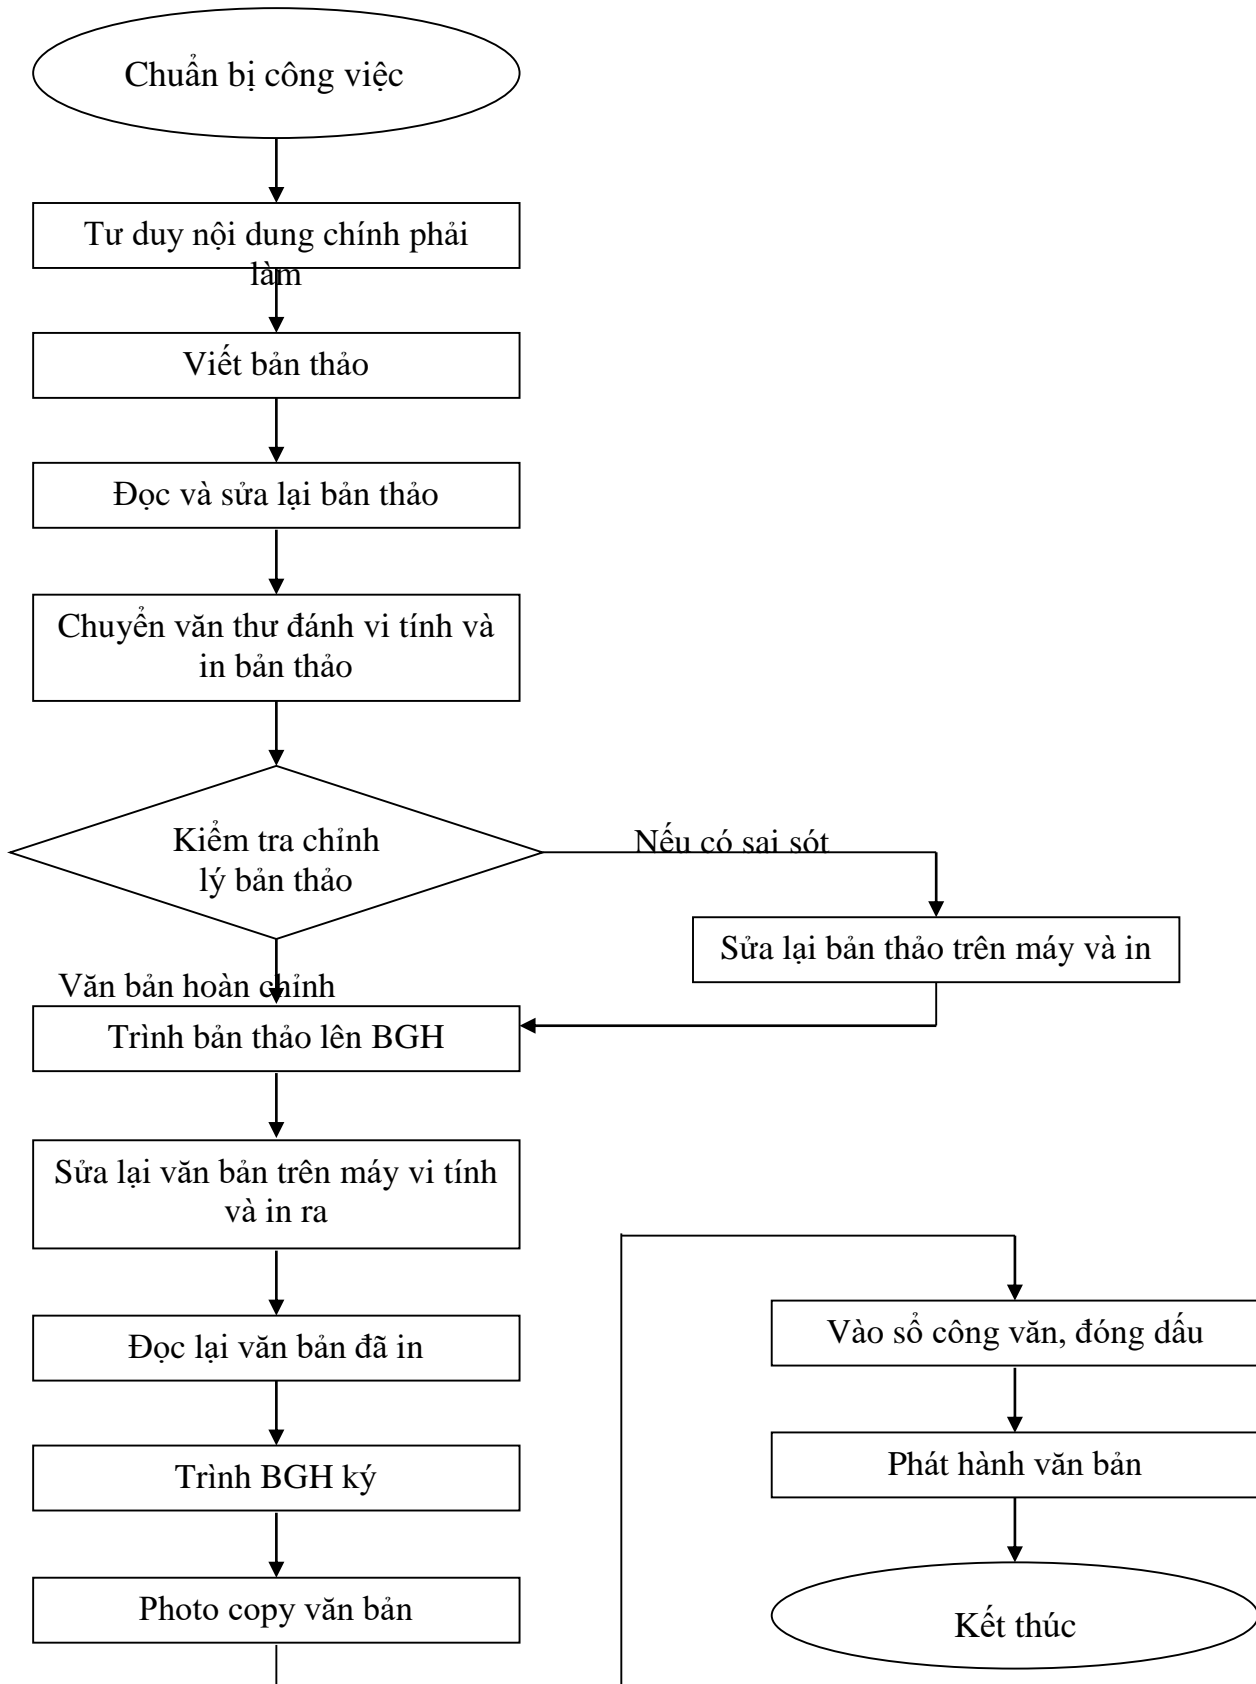 Chuẩn bị công việc
Tư duy nội dung chính phải
làm
Viết bản thảo
Đọc và sửa lại bản thảo
Chuyển văn thư đánh vi tính và
in bản thảo
Kiểm tra chỉnh
lý bản thảo
Nếu có sai sót
Sửa lại bản thảo trên máy và in
Văn bản hoàn chỉnh
Trình bản thảo lên BGH
Sửa lại văn bản trên máy vi tính
và in ra
Đọc lại văn bản đã in
Trình BGH ký
Photo copy văn bản
Vào sổ công văn, đóng dấu
Phát hành văn bản
Kết thúc